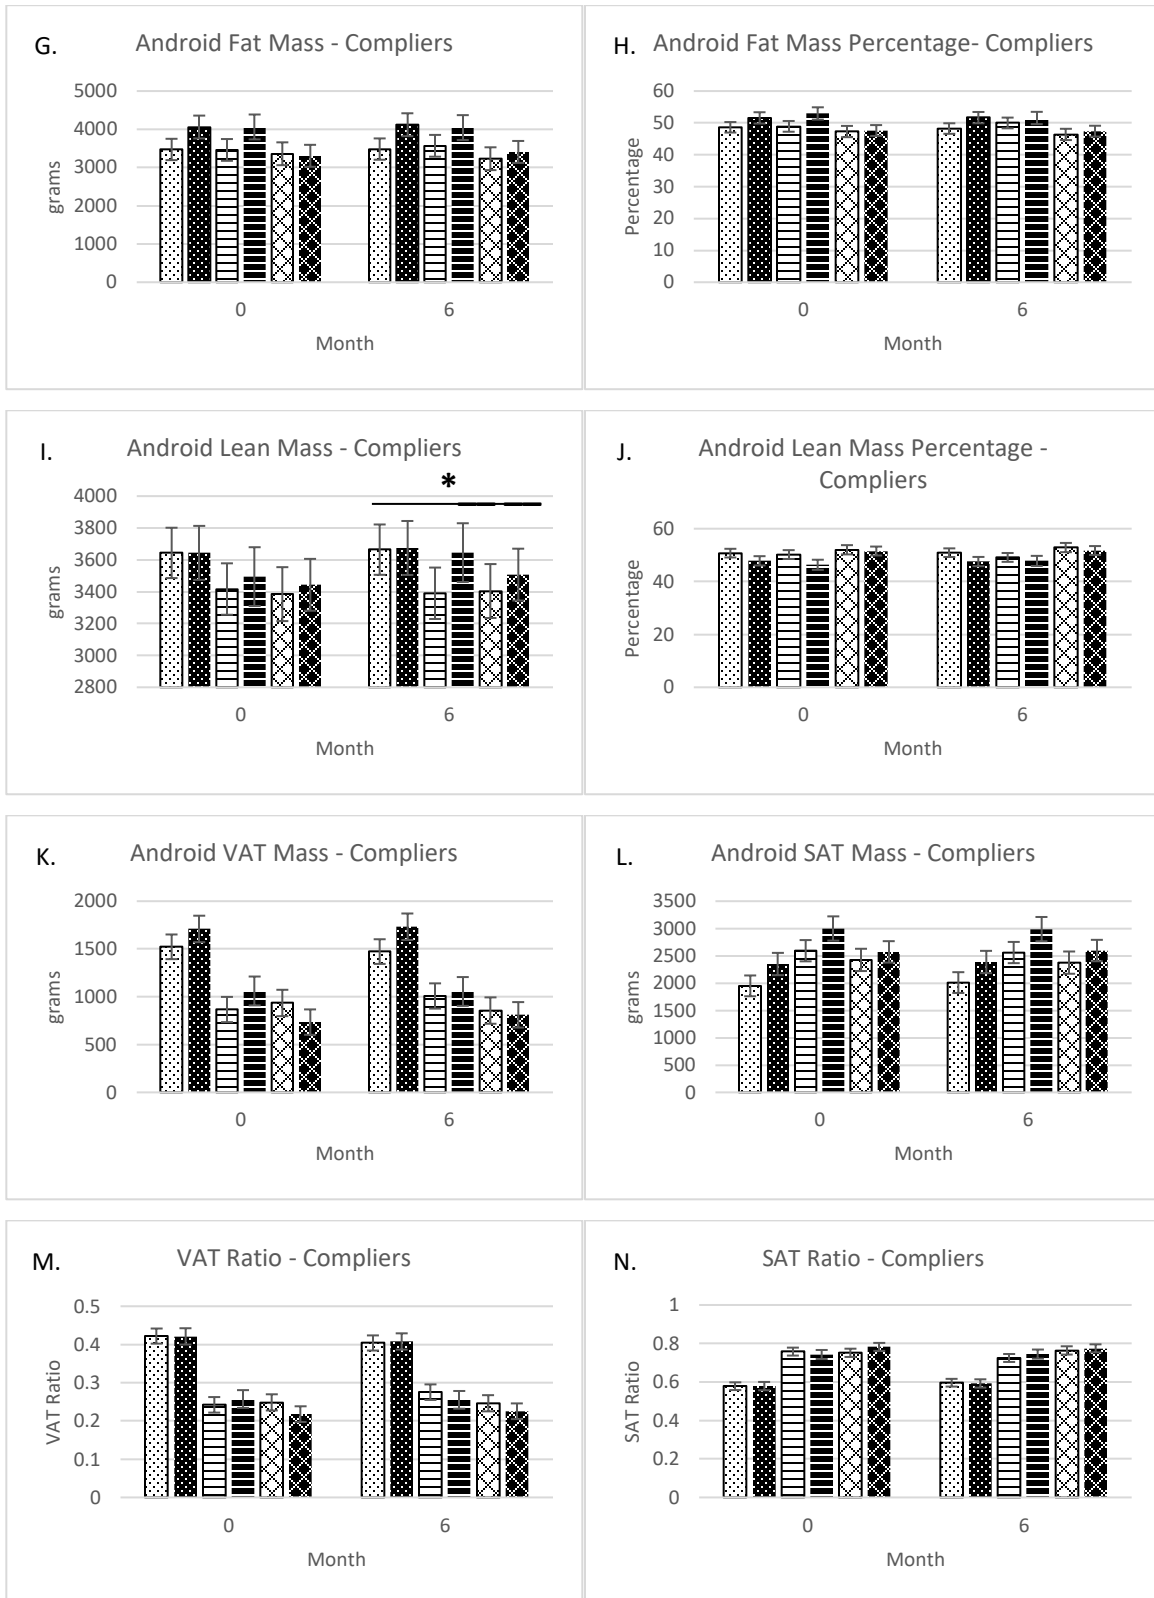 G.
Android Fat Mass - Compliers
5000
4000
3000
2000
1000
0
grams
0
6
Month
H.
Android Fat Mass Percentage- Compliers
60
50
40
30
20
10
0
Percentage
0
6
Month
I.
Android Lean Mass - Compliers
*
4000
3800
3600
3400
3200
3000
2800
grams
0
6
Month
J.
Android Lean Mass Percentage -
Compliers
60
40
20
0
Percentage
0
6
Month
K.
Android VAT Mass - Compliers
2000
1500
1000
500
0
grams
0
6
Month
L.
Android SAT Mass - Compliers
3500
3000
2500
2000
1500
1000
500
0
grams
0
6
Month
M.
VAT Ratio - Compliers
0.5
0.4
0.3
0.2
0.1
0
VAT Ratio
0
6
Month
N.
SAT Ratio - Compliers
1
0.8
0.6
0.4
0.2
0
SAT Ratio
0
6
Month